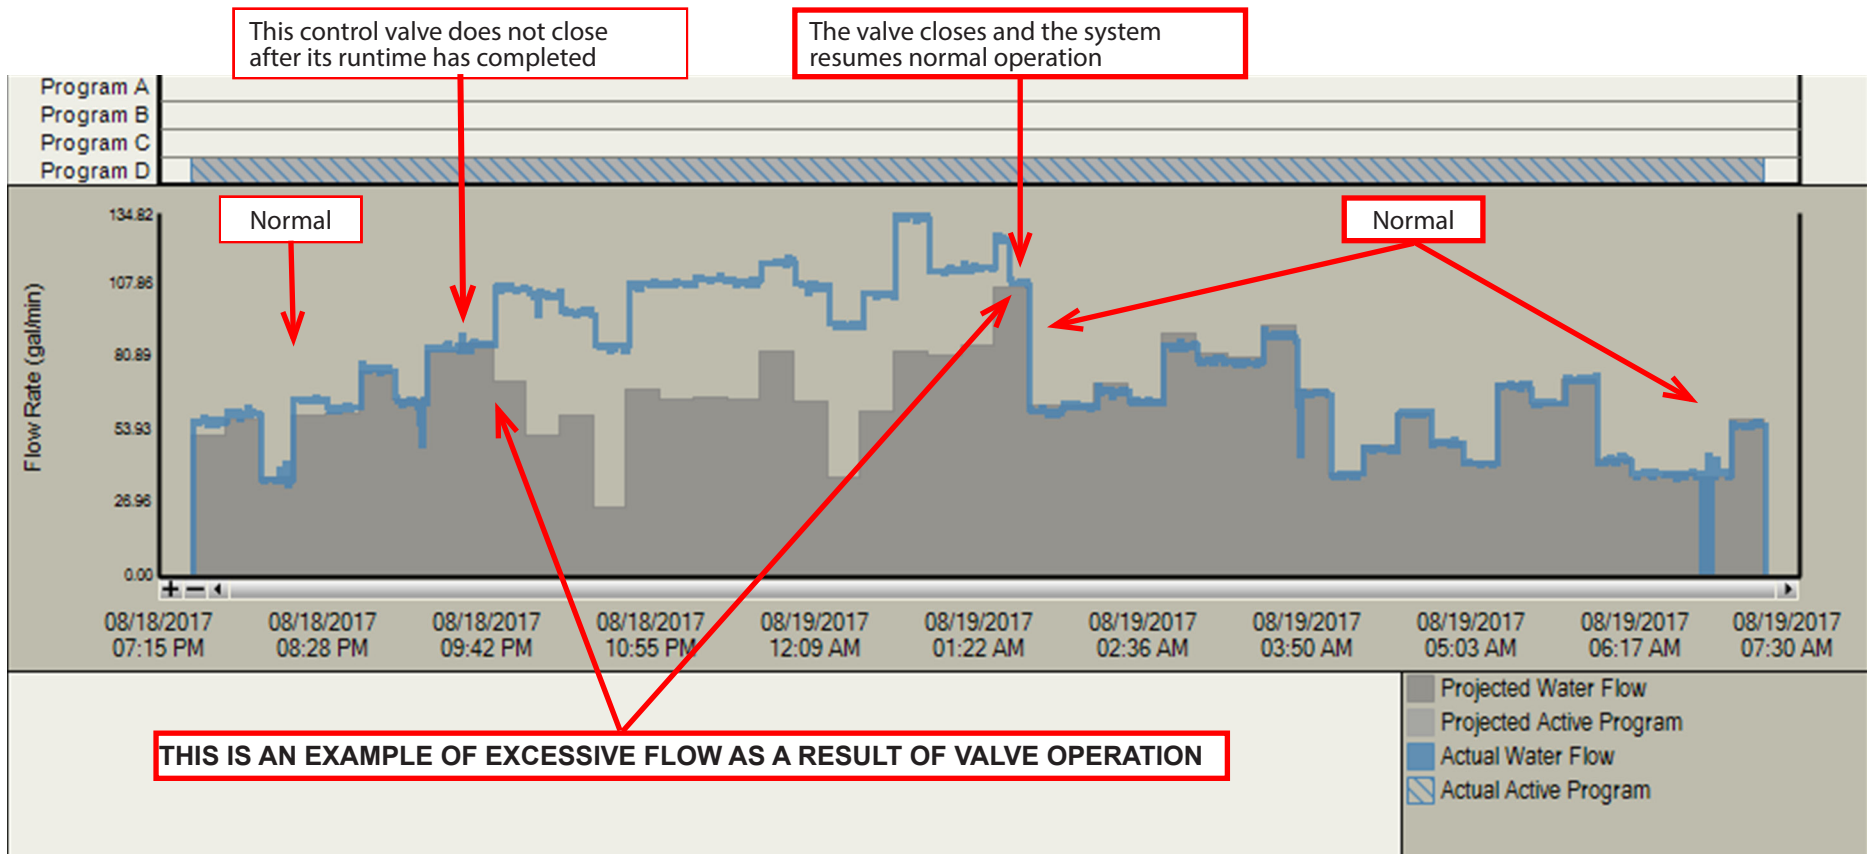 This control valve does not close
after its runtime has completed
The valve closes and the system
resumes normal operation
Program A
Program B
Program C
Program D
Normal
Normal
Flow Rate (gal/min)
134.82
107.86
80.89
53.93
26.96
0.00
08/18/2017 08/18/2017 08/18/2017 08/18/2017 08/19/2017 08/19/2017 08/19/2017 08/19/2017 08/19/2017 08/19/2017 08/19/2017
07:15 PM 08:28 PM 09:42 PM 10:55 PM 12:09 AM 01:22 AM 02:36 AM 03:50 AM 05:03 AM 06:17 AM 07:30 AM
THIS IS AN EXAMPLE OF EXCESSIVE FLOW AS A RESULT OF VALVE OPERATION
Projected Water Flow
Projected Active Program
Actual Water Flow
Actual Active Program